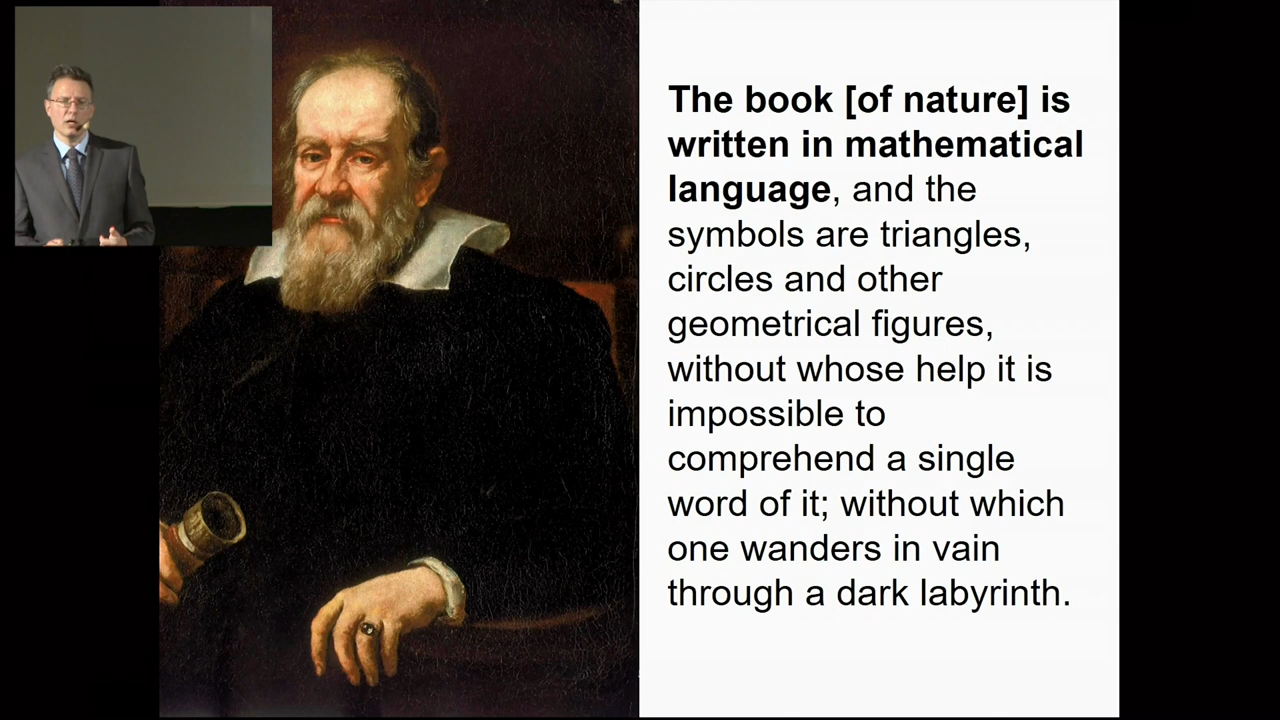 The book [of nature] is
written in mathematical
language, and the
symbols are triangles,
circles and other
geometrical figures,
without whose help it is
impossible to
comprehend a single
word of it; without which
one wanders in vain
through a dark labyrinth.